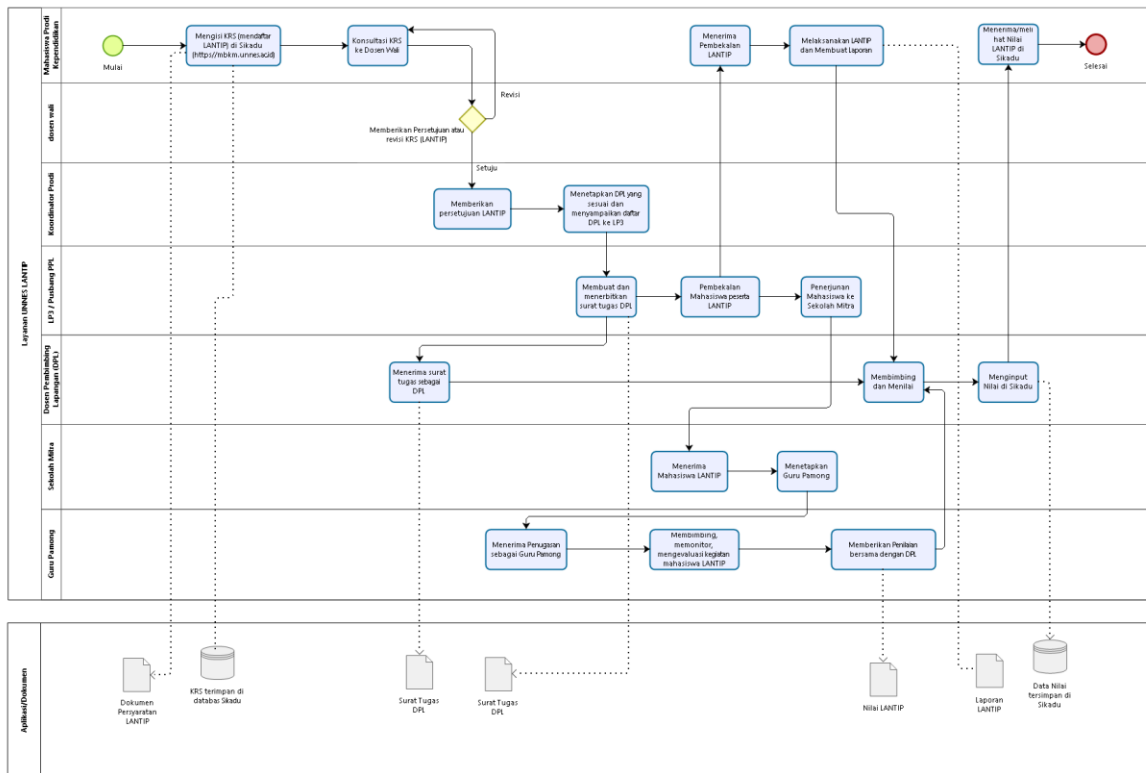 Layanan UNNES LANTIP
Mahasiswa Prodi
Kependidikan
Mulai
Mengisi KRS (mendaftar
LANTIP) di Sikadu
(https//mbkm.unnes.ac.id)
Konsultasi KRS
ke Dosen Wali
Menerima
Pembekalan
LANTIP
Melaksanakan LANTIP
dan Membuat Laporan
Menerima/meli
hat Nilai
LANTIP di
Sikadu
Selesai
dosen wali
Revisi
Memberikan Persetujuan atau
revisi KRS (LANTIP)
Setuju
Koordinator Prodi
Memberikan
persetujuan LANTIP
Menetapkan DPL yang
sesuai dan
menyampaikan daftar
DPL ke LP3
LP3 / Pusbang PPL
Membuat dan
menerbitkan
surat tugas DPL
Pembekalan
Mahasiswa peserta
LANTIP
Penerjunan
Mahasiswa ke
Sekolah Mitra
Dosen Pembimbing
Lapangan (DPL)
Menerima surat
tugas sebagai
DPL
Membimbing
dan Menilai
Menginput
Nilai di Sikadu
Sekolah Mitra
Menerima
Mahasiswa LANTIP
Menetapkan
Guru Pamong
Guru Pamong
Menerima Penugasan
sebagai Guru Pamong
Membimbing,
memonitor,
mengevaluasi kegiatan
mahasiswa LANTIP
Memberikan Penilaian
bersama dengan DPL
Aplikasi/Dokumen
Dokumen
Persyaratan
LANTIP
KRS terimpan di
databas Sikadu
Surat Tugas
DPL
Surat Tugas
DPL
Nilai LANTIP
Laporan
LANTIP
Data Nilai
tersimpan di
Sikadu